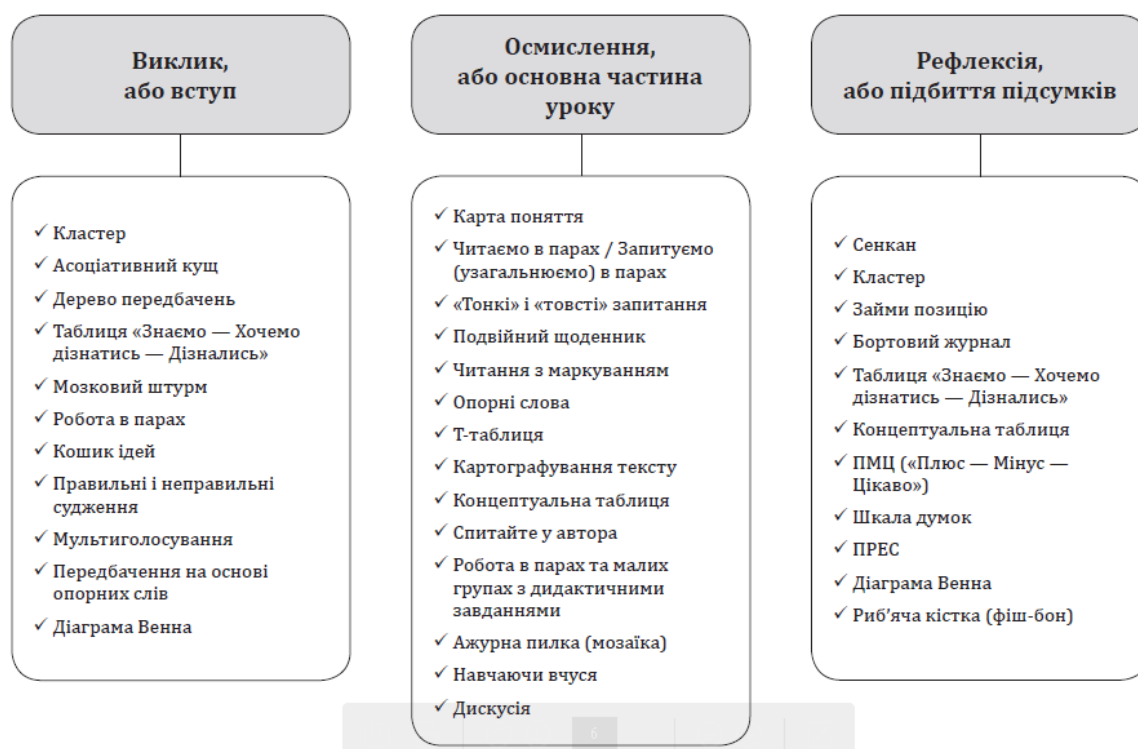 Виклик,
або вступ
✓ Кластер
✓ Асоціативний кущ
✓ Дерево передбачень
✓ Таблиця «Знаємо — Хочемо
дізнатись — Дізнались»
✓ Мозковий штурм
✓ Робота в парах
✓ Кошик ідей
✓ Правильні і неправильні
судження
✓ Мультиголосування
✓ Передбачення на основі
опорних слів
✓ Діаграма Венна
Осмислення,
або основна частина
уроку
✓ Карта поняття
✓ Читаємо в парах / Запитуємо
(узагальнюємо) в парах
✓ «Тонкі» і «товсті» запитання
✓ Подвійний щоденник
✓ Читання з маркуванням
✓ Опорні слова
✓ Т-таблиця
✓ Картографування тексту
✓ Концептуальна таблиця
✓ Спитайте у автора
✓ Робота в парах та малих
групах з дидактичними
завданнями
✓ Ажурна пилка (мозаїка)
✓ Навчаючи вчуся
✓ Дискусія
6
Рефлексія,
або підбиття підсумків
✓ Сенкан
✓ Кластер
✓ Займи позицію
✓ Бортовий журнал
✓ Таблиця «Знаємо — Хочемо
дізнатись — Дізнались»
✓ Концептуальна таблиця
✓ ПМЦ («Плюс — Мінус —
Цікаво»)
✓ Шкала думок
✓ ПРЕС
✓ Діаграма Венна
✓ Риб’яча кістка (фіш-бон)